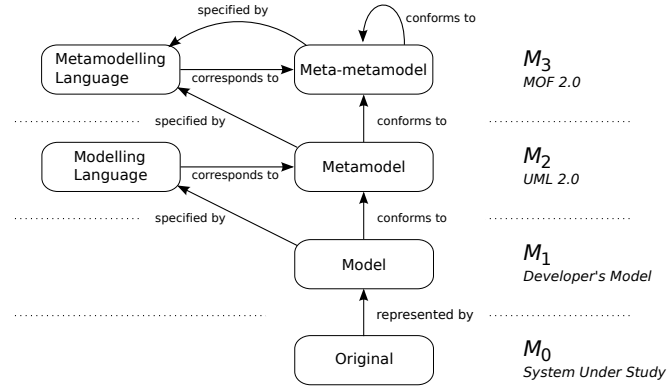 specified by
conforms to
Metamodelling
Language
corresponds to
Meta-metamodel
M3
MOF 2.0
specified by
conforms to
Modelling
Language
corresponds to
Metamodel
M2
UML 2.0
specified by
conforms to
Model
M1
Developer's Model
represented by
Original
M0
System Under Study